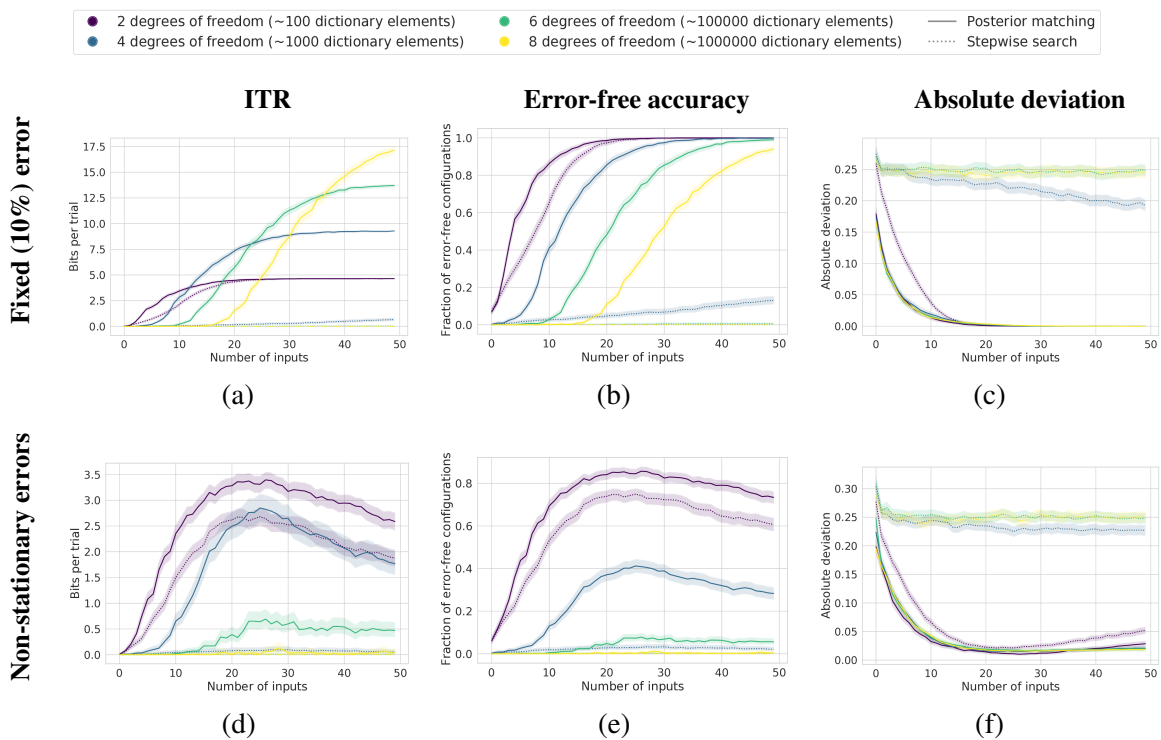 2 degrees of freedom (~100 dictionary elements)
4 degrees of freedom (~1000 dictionary elements)
6 degrees of freedom (~100000 dictionary elements)
8 degrees of freedom (~1000000 dictionary elements)
Posterior matching
Stepwise search
ITR
Error-free accuracy
Absolute deviation
Fixed (10%) error
Bits per trial
17.5
15.0
12.5
10.0
7.5
5.0
2.5
0.0
0 10 20 30 40 50
Number of inputs
(a)
Fraction of error-free configurations
1.0
0.8
0.6
0.4
0.2
0.0
0 10 20 30 40 50
Number of inputs
(b)
Absolute deviation
0.25
0.20
0.15
0.10
0.05
0.00
0 10 20 30 40 50
Number of inputs
(c)
Non-stationary errors
Bits per trial
3.5
3.0
2.5
2.0
1.5
1.0
0.5
0.0
0 10 20 30 40 50
Number of inputs
(d)
Fraction of error-free configurations
0.8
0.6
0.4
0.2
0.0
0 10 20 30 40 50
Number of inputs
(e)
Absolute deviation
0.30
0.25
0.20
0.15
0.10
0.05
0.00
0 10 20 30 40 50
Number of inputs
(f)